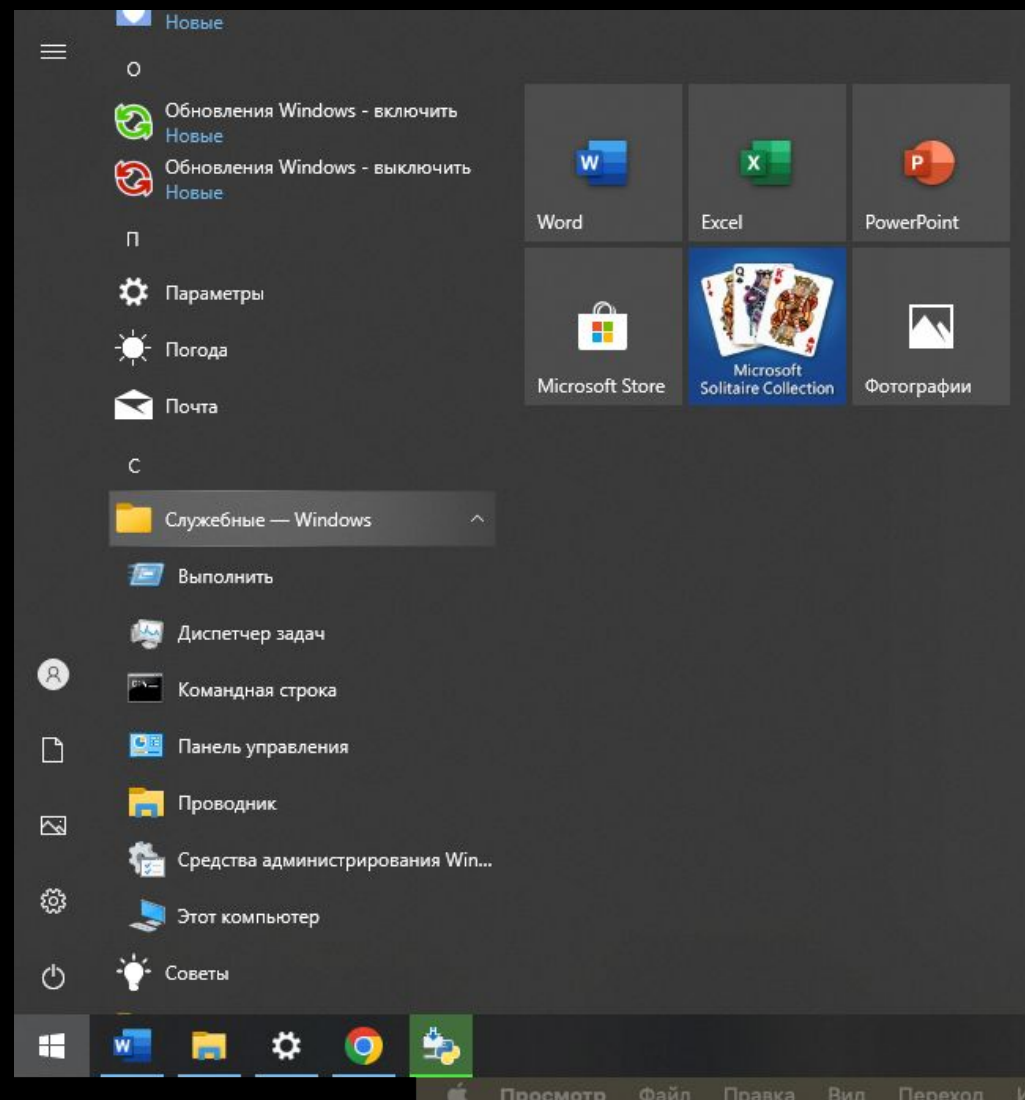 Новые
О
Обновления Windows - включить
Новые
Обновления Windows - выключить
Новые
П
Параметры
Погода
Почта
С
Служебные — Windows
Выполнить
Диспетчер задач
Командная строка
Панель управления
Проводник
Средства администрирования Win...
Этот компьютер
Советы
Word
Excel
PowerPoint
Microsoft Store
Microsoft
Solitaire Collection
Фотографии
Просмотр Файл Правка Вид Переход